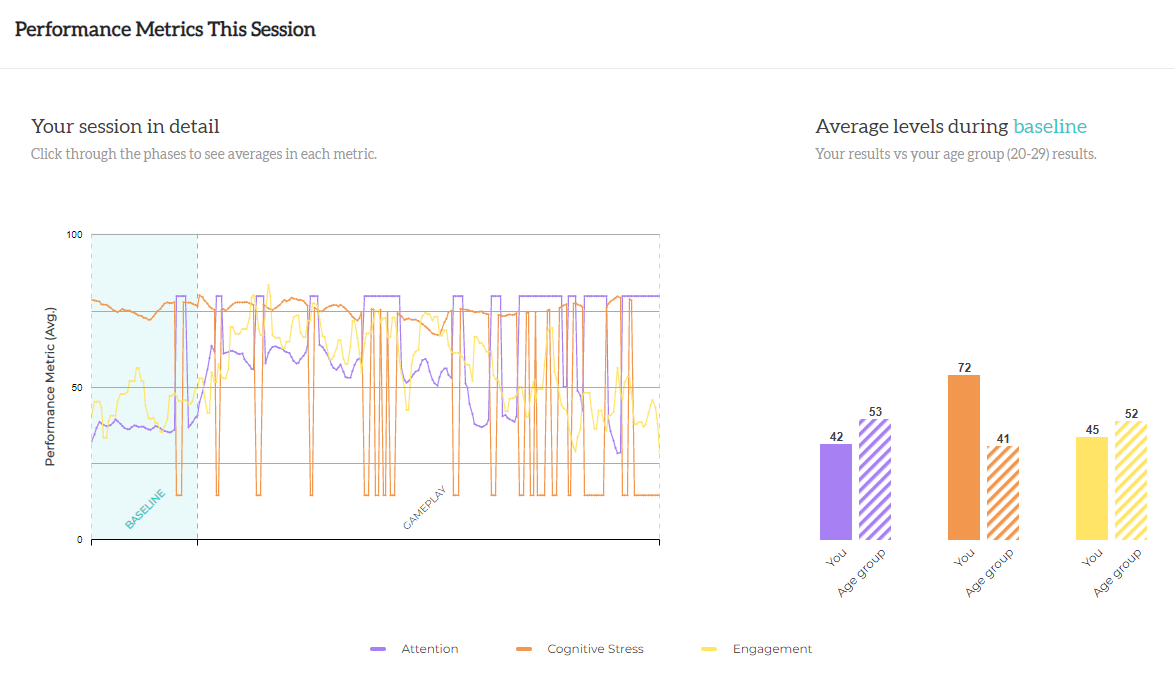 Performance Metrics This Session
Your session in detail
Click through the phases to see averages in each metric.
Average levels during baseline
Your results vs your age group (20-29) results.
Performance Metric (Avg.)
100
50
0
BASELINE
GAMEPLAY
42
53
72
41
45
52
You
Age group
You
Age group
You
Age group
Attention
Cognitive Stress
Engagement